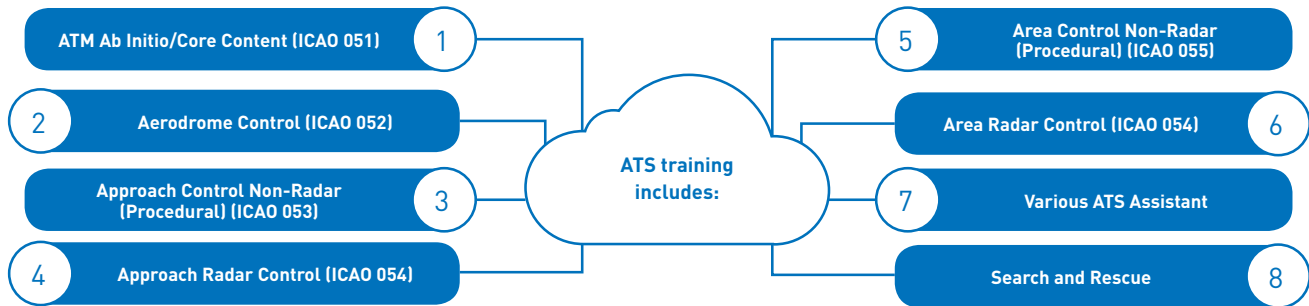 ATM Ab Initio/Core Content (ICAO 051)
1
2
Aerodrome Control (ICAO 052)
Approach Control Non-Radar
(Procedural) (ICAO 053)
3
4
Approach Radar Control (ICAO 054)
ATS training
includes:
5
Area Control Non-Radar
(Procedural) (ICAO 055)
Area Radar Control (ICAO 054)
6
7
Various ATS Assistant
Search and Rescue
8